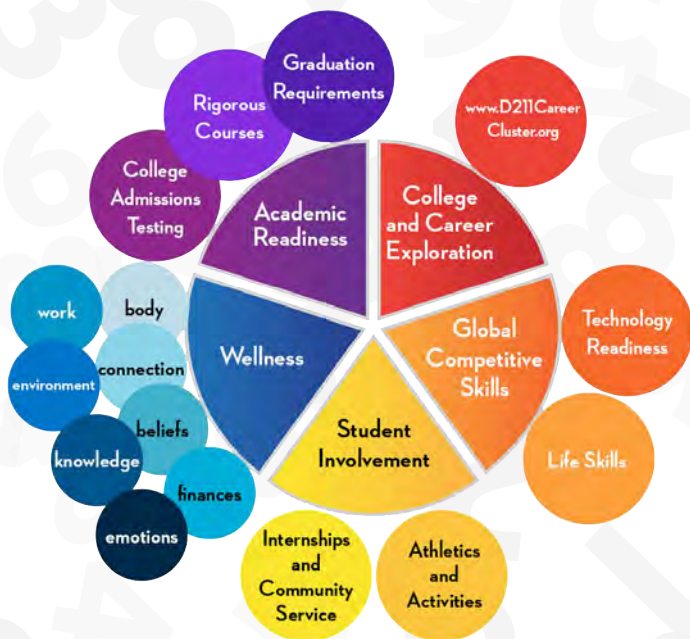 Graduation
Requirements
Rigorous
Courses
College
Admissions
Testing
www.D211Career
Cluster.org
Academic
Readiness
College
and Career
Exploration
work
body
environment
connection
beliefs
knowledge
finances
emotions
Wellness
Global
Competitive
Skills
Technology
Readiness
Life Skills
Student
Involvement
Internships
and
Community
Service
Athletics
and
Activities